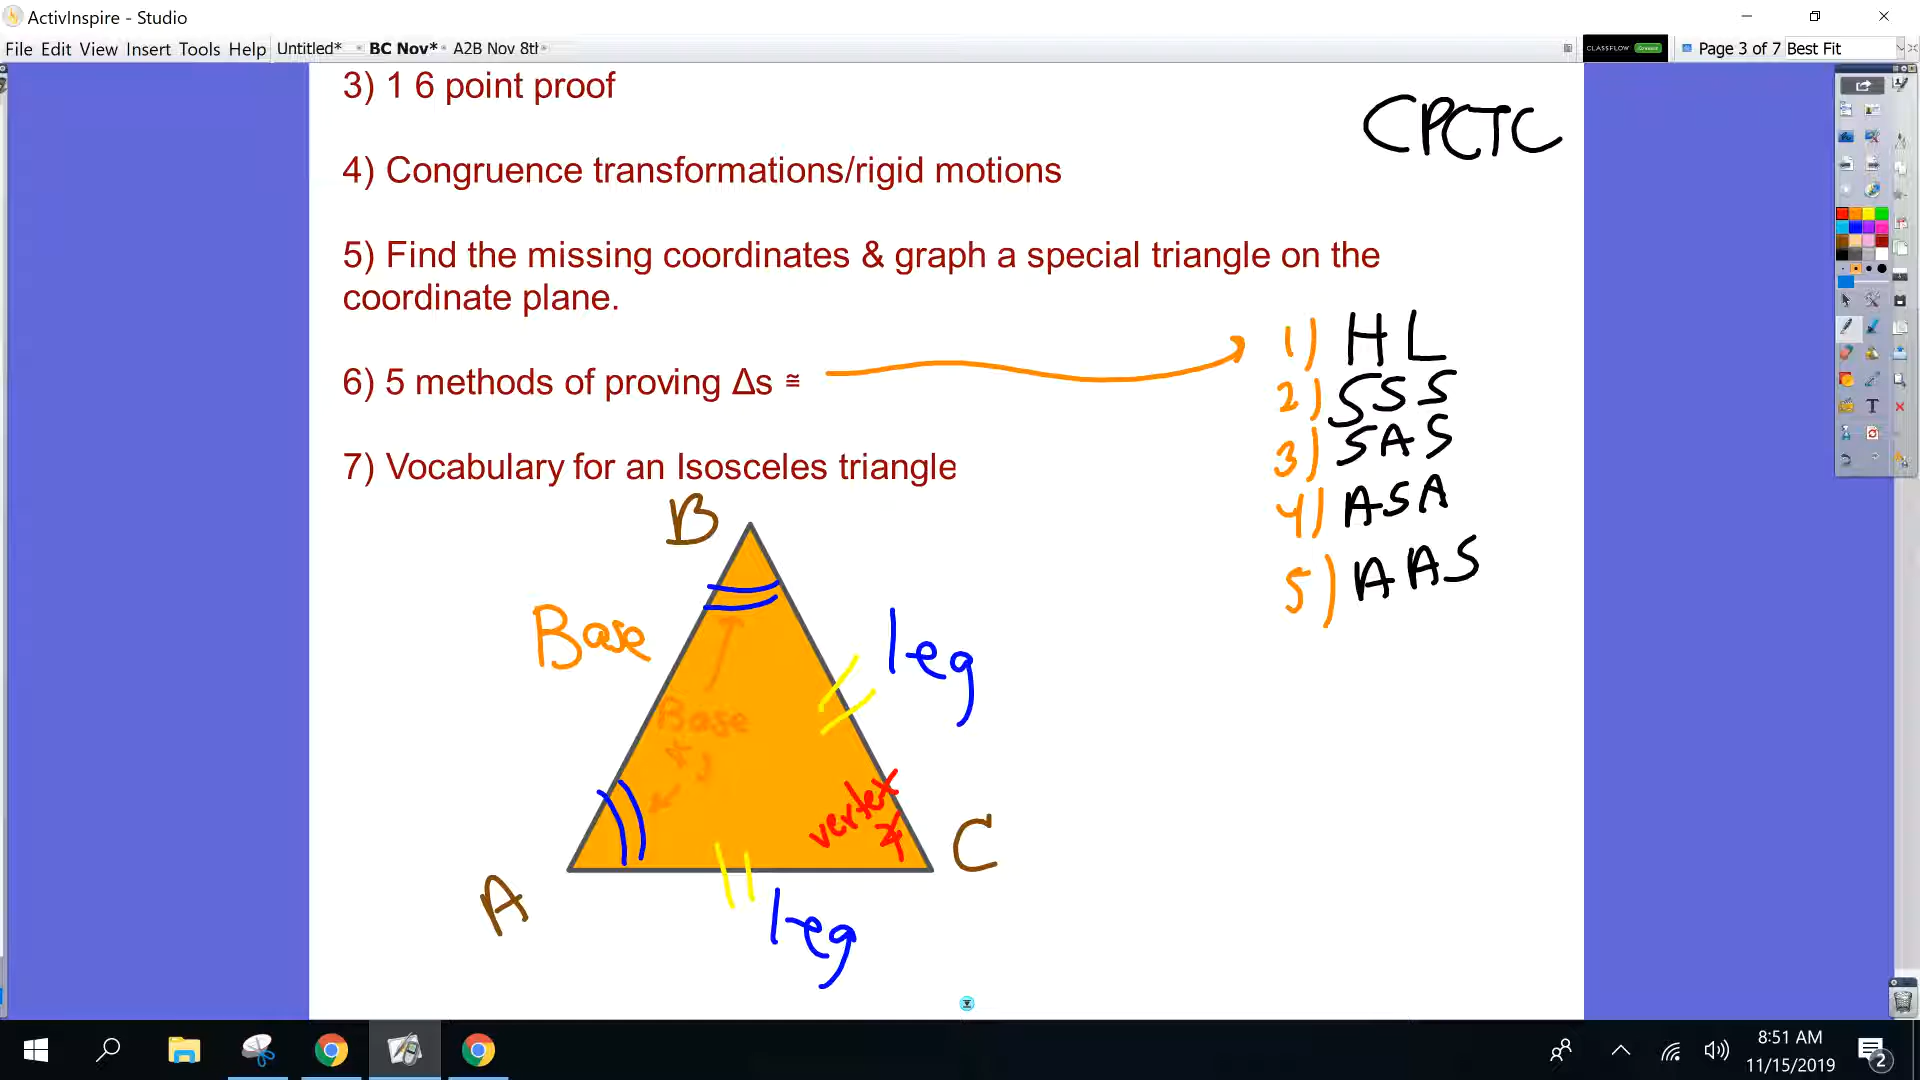 ActivInspire - Studio
File Edit View Insert Tools Help Untitled* BC Nov* A2B Nov 8th
CLASSFLOW Connect Page 3 of 7 Best Fit
3) 1 6 point proof
CPCTC
4) Congruence transformations/rigid motions
5) Find the missing coordinates & graph a special triangle on the
coordinate plane.
6) 5 methods of proving Δs ≅
1) HL
2) SSS
3) SAS
4) ASA
5) AAS
7) Vocabulary for an Isosceles triangle
B
Base
leg
Base
∡s
vertex
∡
C
A
leg
8:51 AM
11/15/2019
2